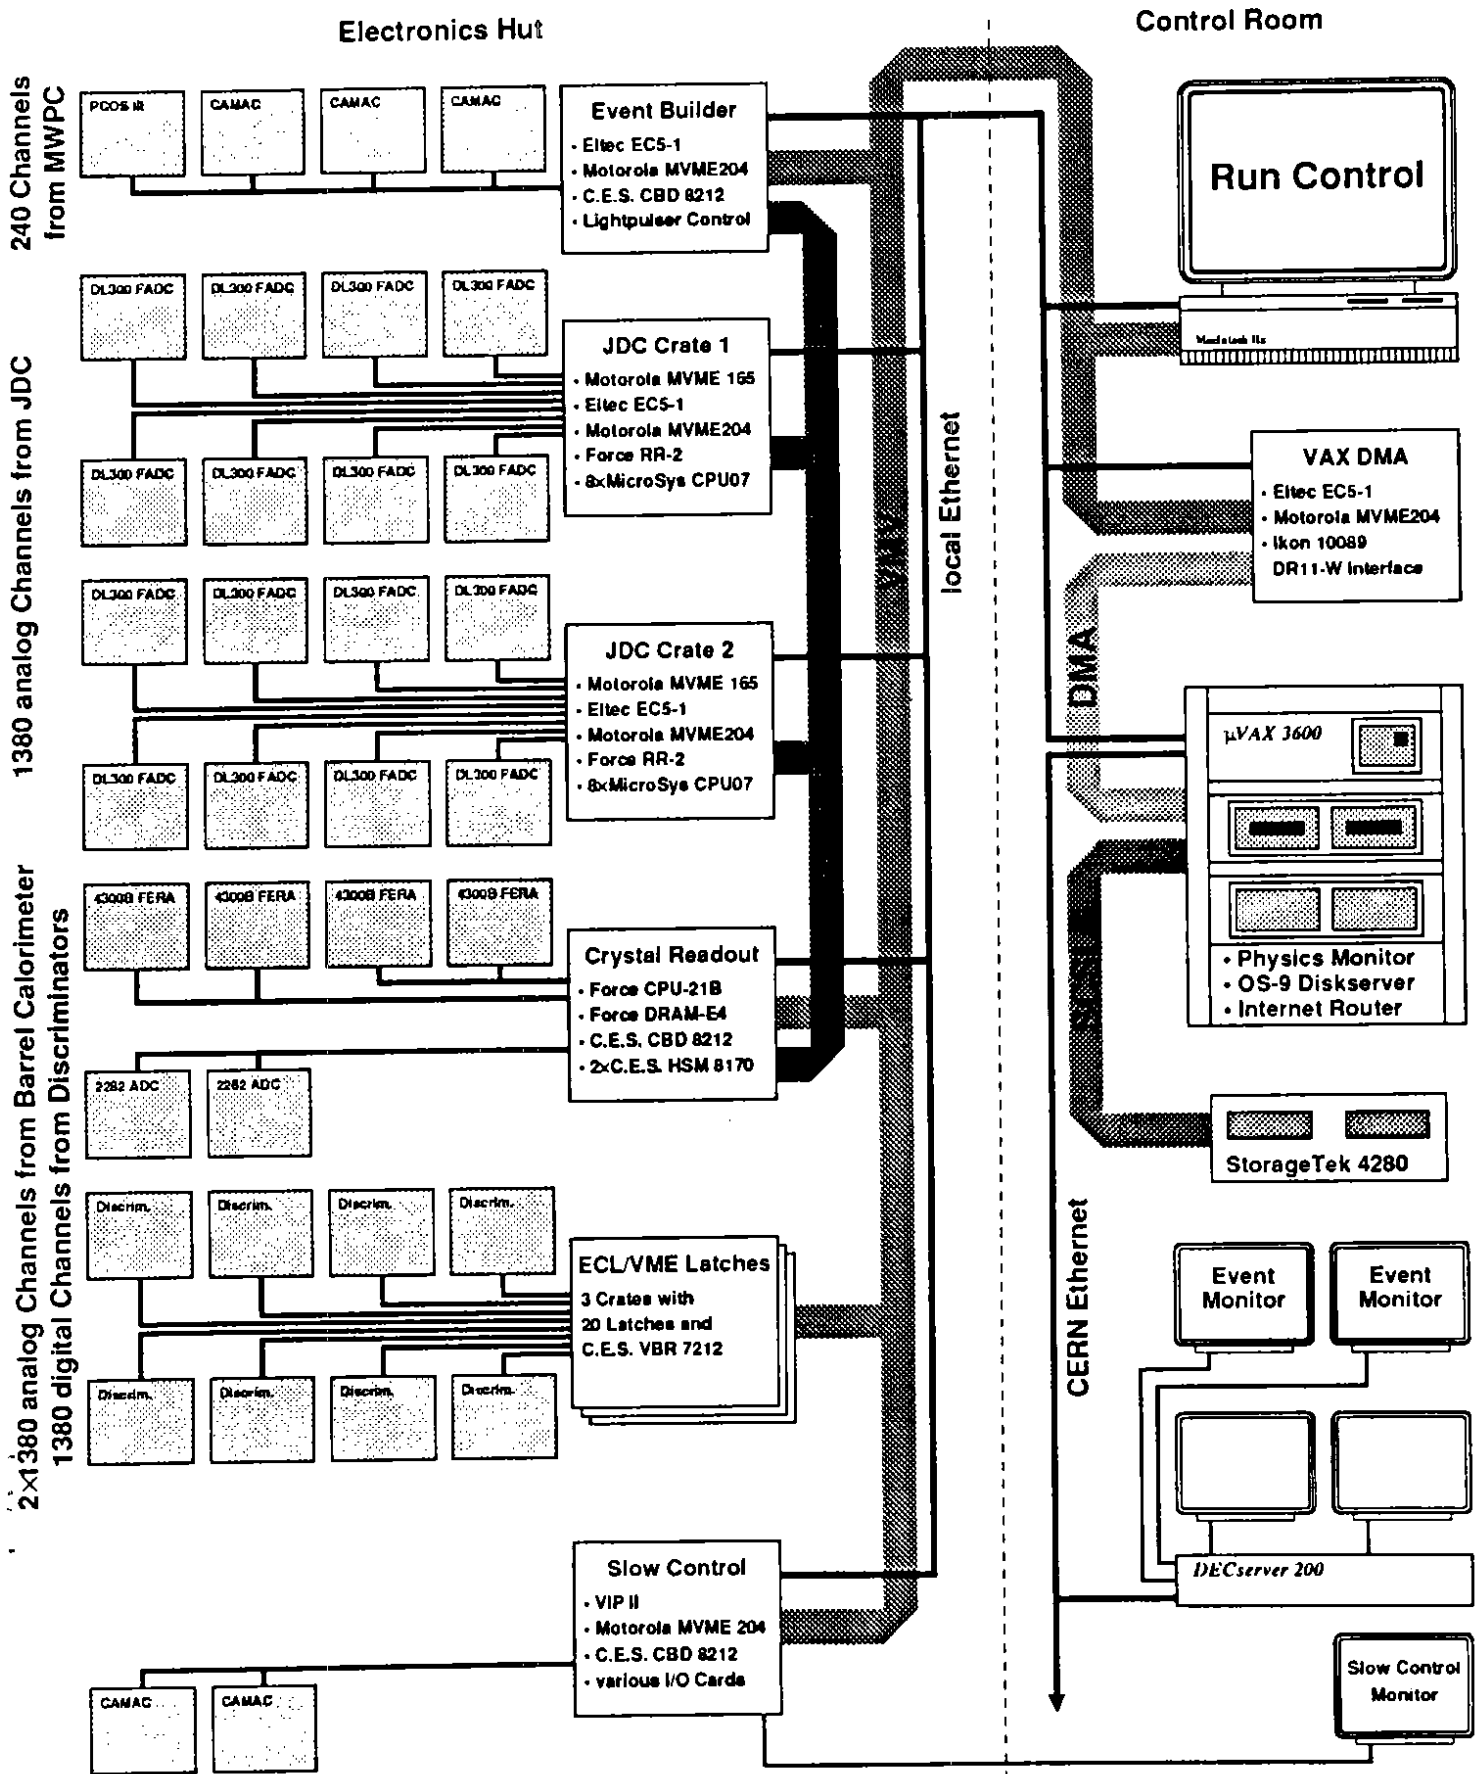 Electronics Hut
Control Room
240 Channels
from MWPC
PCOS III
CAMAC
CAMAC
CAMAC
Event Builder
· Eltec EC5-1
· Motorola MVME204
· C.E.S. CBD 8212
· Lightpulser Control
Run Control
Macintosh IIx
1380 analog Channels from JDC
DL300 FADC
DL300 FADC
DL300 FADC
DL300 FADC
JDC Crate 1
· Motorola MVME 165
· Eltec EC5-1
· Motorola MVME204
· Force RR-2
· 8xMicroSys CPU07
DL300 FADC
DL300 FADC
DL300 FADC
DL300 FADC
VMV
local Ethernet
VAX DMA
· Eltec EC5-1
· Motorola MVME204
· Ikon 10089
DR11-W Interface
DL300 FADC
DL300 FADC
DL300 FADC
DL300 FADC
JDC Crate 2
· Motorola MVME 165
· Eltec EC5-1
· Motorola MVME204
· Force RR-2
· 8xMicroSys CPU07
DL300 FADC
DL300 FADC
DL300 FADC
DL300 FADC
DMA
µVAX 3600
· Physics Monitor
· OS-9 Diskserver
· Internet Router
SCSI
2x1380 analog Channels from Barrel Calorimeter
1380 digital Channels from Discriminators
4300B FERA
4300B FERA
4300B FERA
4300B FERA
Crystal Readout
· Force CPU-21B
· Force DRAM-E4
· C.E.S. CBD 8212
· 2xC.E.S. HSM 8170
2282 ADC
2282 ADC
StorageTek 4280
Discrim.
Discrim.
Discrim.
Discrim.
ECL/VME Latches
3 Crates with
20 Latches and
C.E.S. VBR 7212
Discrim.
Discrim.
Discrim.
Discrim.
CERN Ethernet
Event
Monitor
Event
Monitor
DECserver 200
Slow Control
· VIP II
· Motorola MVME 204
· C.E.S. CBD 8212
· various I/O Cards
CAMAC
CAMAC
Slow Control
Monitor